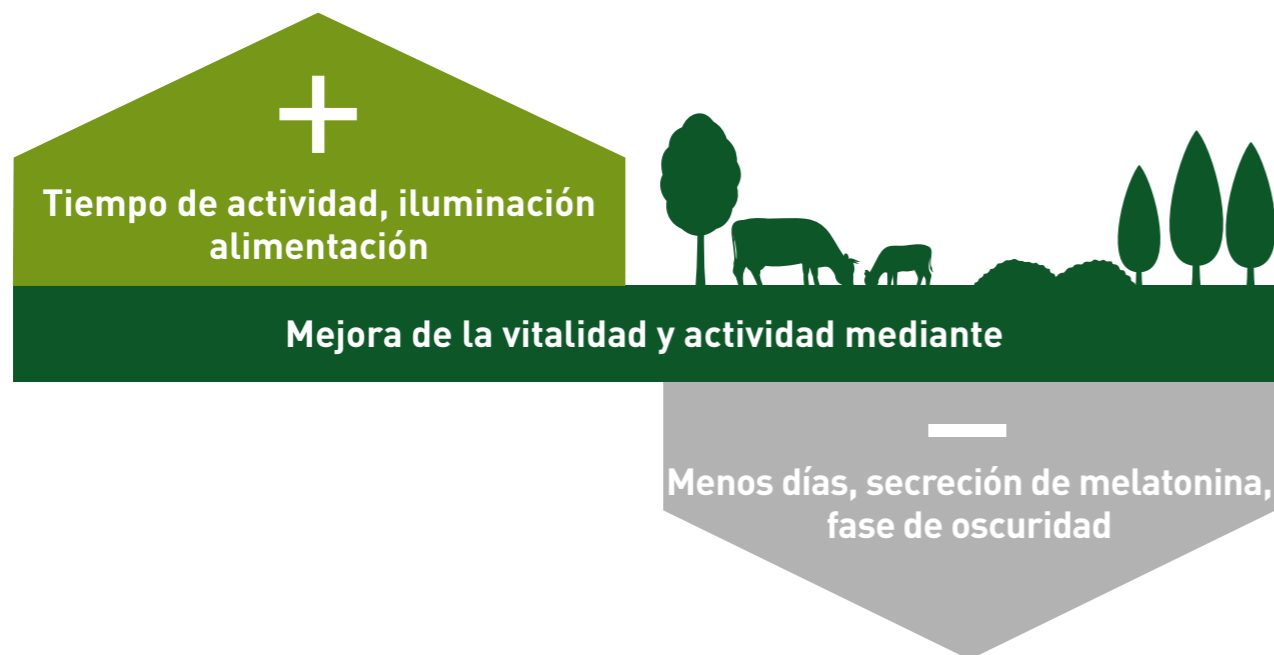 +
Tiempo de actividad, iluminación
alimentación
Mejora de la vitalidad y actividad mediante
—
Menos días, secreción de melatonina,
fase de oscuridad